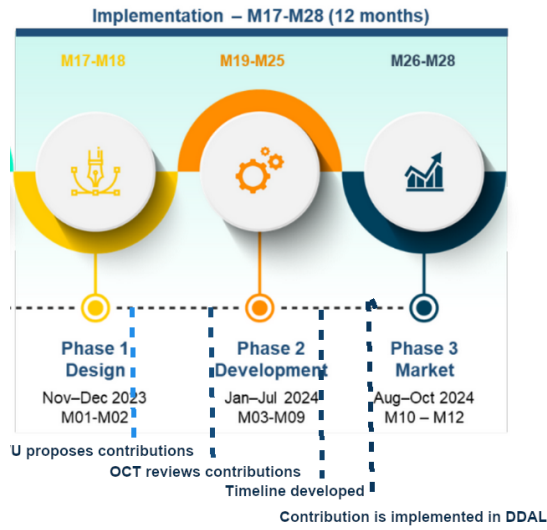 Implementation – M17-M28 (12 months)
M17-M18
M19-M25
M26-M28
Phase 1
Design
Nov–Dec 2023
M01-M02
Phase 2
Development
Jan–Jul 2024
M03-M09
Phase 3
Market
Aug–Oct 2024
M10 – M12
U proposes contributions
OCT reviews contributions
Timeline developed
Contribution is implemented in DDAL